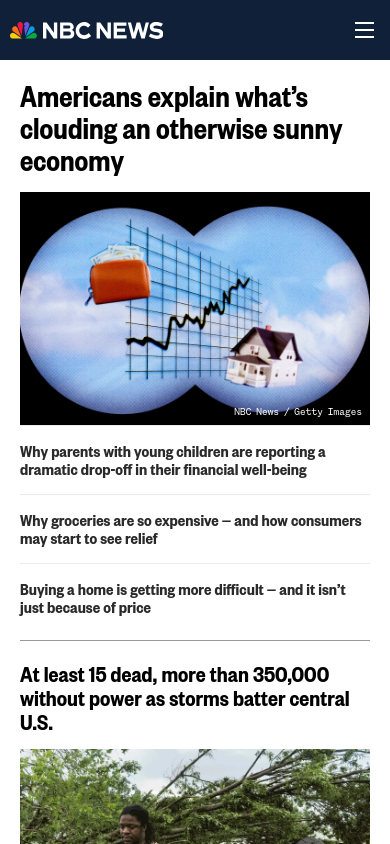 NBC NEWS
Americans explain what’s
clouding an otherwise sunny
economy
NBC News / Getty Images
Why parents with young children are reporting a
dramatic drop-off in their financial well-being
Why groceries are so expensive — and how consumers
may start to see relief
Buying a home is getting more difficult — and it isn’t
just because of price
At least 15 dead, more than 350,000
without power as storms batter central
U.S.